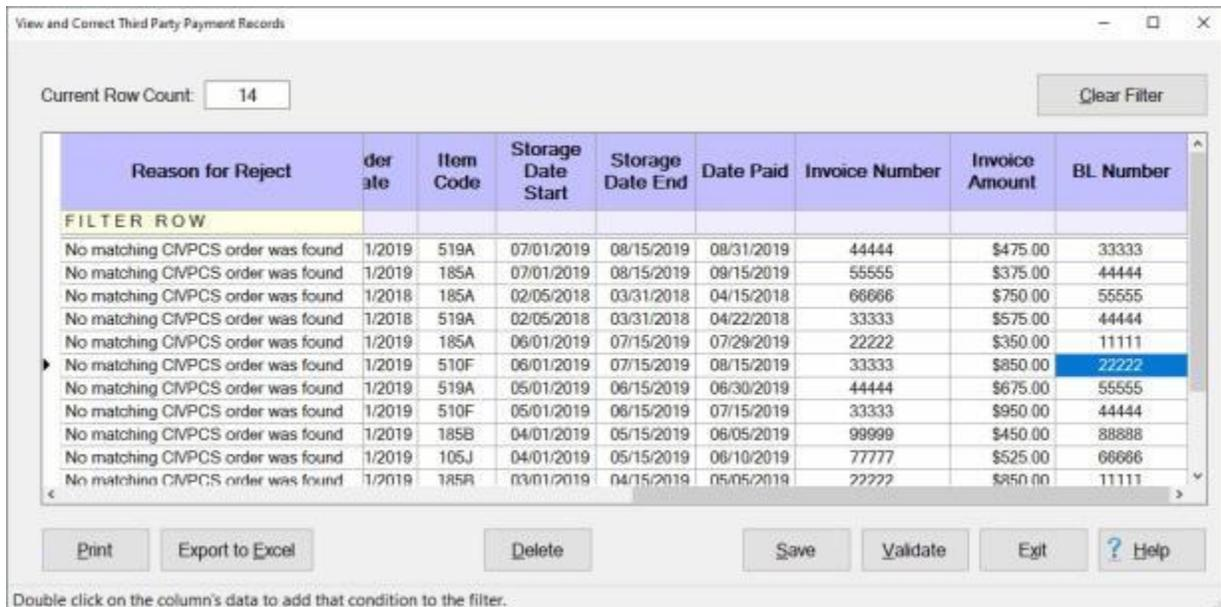 View and Correct Third Party Payment Records
Current Row Count: 14 Clear Filter
Reason for Reject der ate Item Code Storage Date Start Storage Date End Date Paid Invoice Number Invoice Amount BL Number
FILTER ROW
No matching CIVPCS order was found 1/2019 519A 07/01/2019 08/15/2019 08/31/2019 44444 $475.00 33333
No matching CIVPCS order was found 1/2019 185A 07/01/2019 08/15/2019 09/15/2019 55555 $375.00 44444
No matching CIVPCS order was found 1/2018 185A 02/05/2018 03/31/2018 04/15/2018 66666 $750.00 55555
No matching CIVPCS order was found 1/2018 519A 02/05/2018 03/31/2018 04/22/2018 33333 $575.00 44444
No matching CIVPCS order was found 1/2019 185A 06/01/2019 07/15/2019 07/29/2019 22222 $350.00 11111
No matching CIVPCS order was found 1/2019 510F 06/01/2019 07/15/2019 08/15/2019 33333 $850.00 22222
No matching CIVPCS order was found 1/2019 519A 05/01/2019 06/15/2019 06/30/2019 44444 $675.00 55555
No matching CIVPCS order was found 1/2019 510F 05/01/2019 06/15/2019 07/15/2019 33333 $950.00 44444
No matching CIVPCS order was found 1/2019 185B 04/01/2019 05/15/2019 06/05/2019 99999 $450.00 88888
No matching CIVPCS order was found 1/2019 105J 04/01/2019 05/15/2019 06/10/2019 77777 $525.00 66666
No matching CIVPCS order was found 1/2019 185B 03/01/2019 04/15/2019 05/05/2019 22222 $850.00 11111
Print Export to Excel Delete Save Validate Exit ? Help
Double click on the column's data to add that condition to the filter.